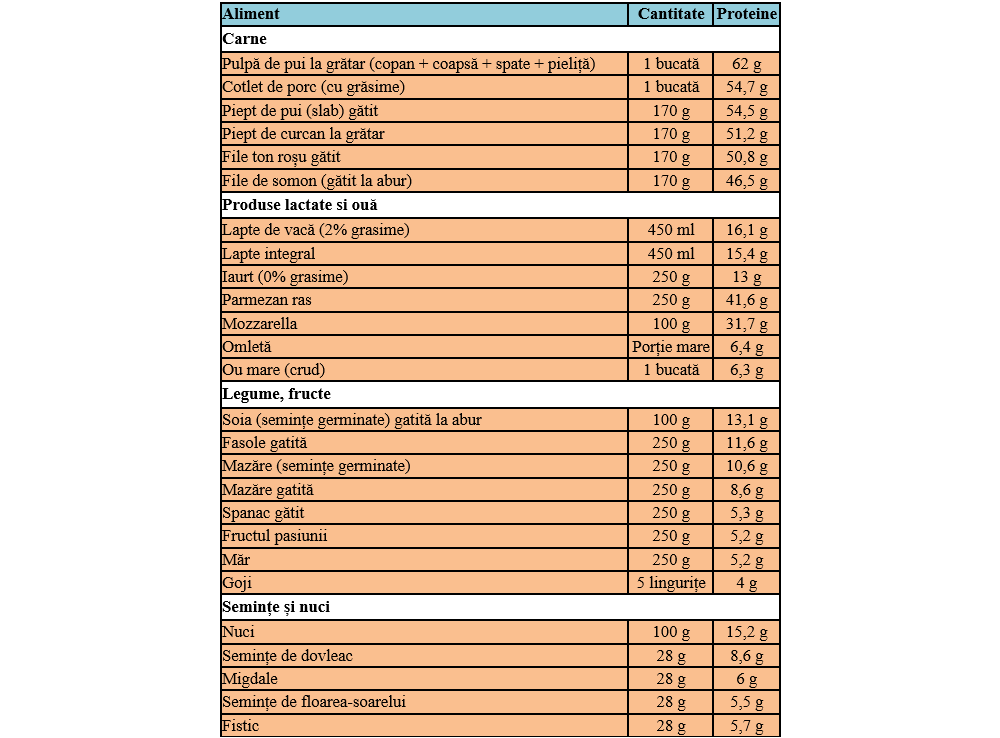 Aliment Cantitate Proteine
Carne
Pulpă de pui la grătar (copan + coapsă + spate + pieliță) 1 bucată 62 g
Cotlet de porc (cu grăsime) 1 bucată 54,7 g
Piept de pui (slab) gătit 170 g 54,5 g
Piept de curcan la grătar 170 g 51,2 g
File ton roșu gătit 170 g 50,8 g
File de somon (gătit la abur) 170 g 46,5 g
Produse lactate si ouă
Lapte de vacă (2% grasime) 450 ml 16,1 g
Lapte integral 450 ml 15,4 g
Iaurt (0% grasime) 250 g 13 g
Parmezan ras 250 g 41,6 g
Mozzarella 100 g 31,7 g
Omletă Porție mare 6,4 g
Ou mare (crud) 1 bucată 6,3 g
Legume, fructe
Soia (semințe germinate) gatită la abur 100 g 13,1 g
Fasole gatită 250 g 11,6 g
Mazăre (semințe germinate) 250 g 10,6 g
Mazăre gatită 250 g 8,6 g
Spanac gătit 250 g 5,3 g
Fructul pasiunii 250 g 5,2 g
Măr 250 g 5,2 g
Goji 5 lingurițe 4 g
Semințe și nuci
Nuci 100 g 15,2 g
Semințe de dovleac 28 g 8,6 g
Migdale 28 g 6 g
Semințe de floarea-soarelui 28 g 5,5 g
Fistic 28 g 5,7 g